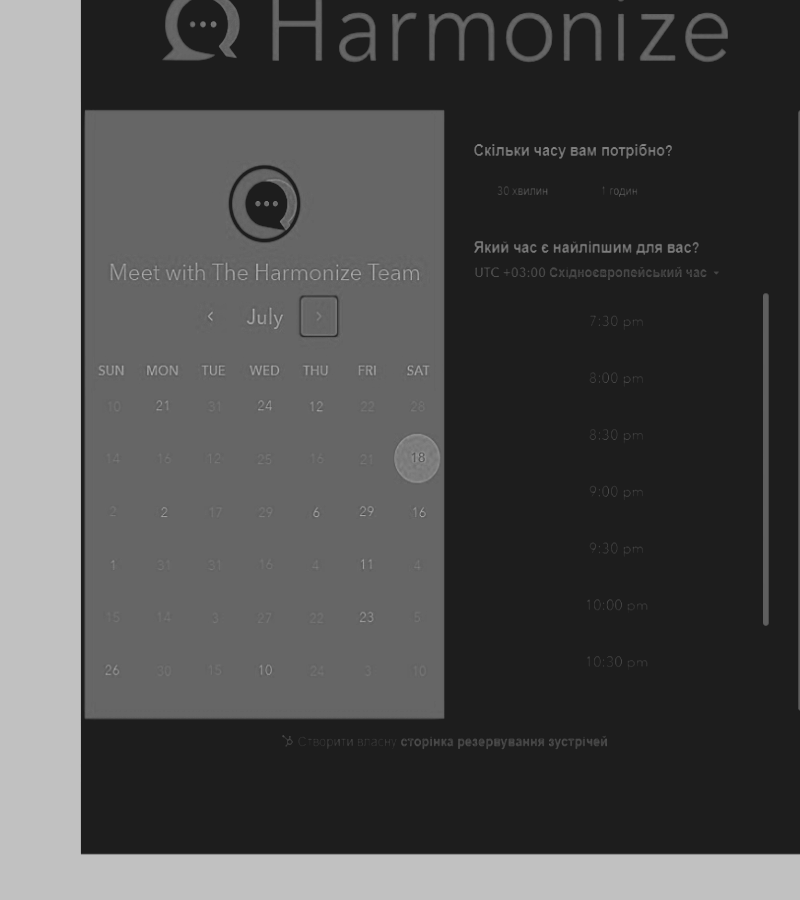 Harmonize
Meet with The Harmonize Team
July
SUN MON TUE WED THU FRI SAT
10 21 31 24 12 22 28
14 16 12 25 16 21 18
2 2 17 29 6 29 16
1 31 31 16 4 11 4
15 14 3 27 22 23 5
26 30 15 10 24 3 10
Скільки часу вам потрібно?
30 хвилин 1 годин
Який час є найліпшим для вас?
UTC +03:00 Східноєвропейський час
7:30 pm
8:00 pm
8:30 pm
9:00 pm
9:30 pm
10:00 pm
10:30 pm
Створити власну сторінка резервування зустрічей